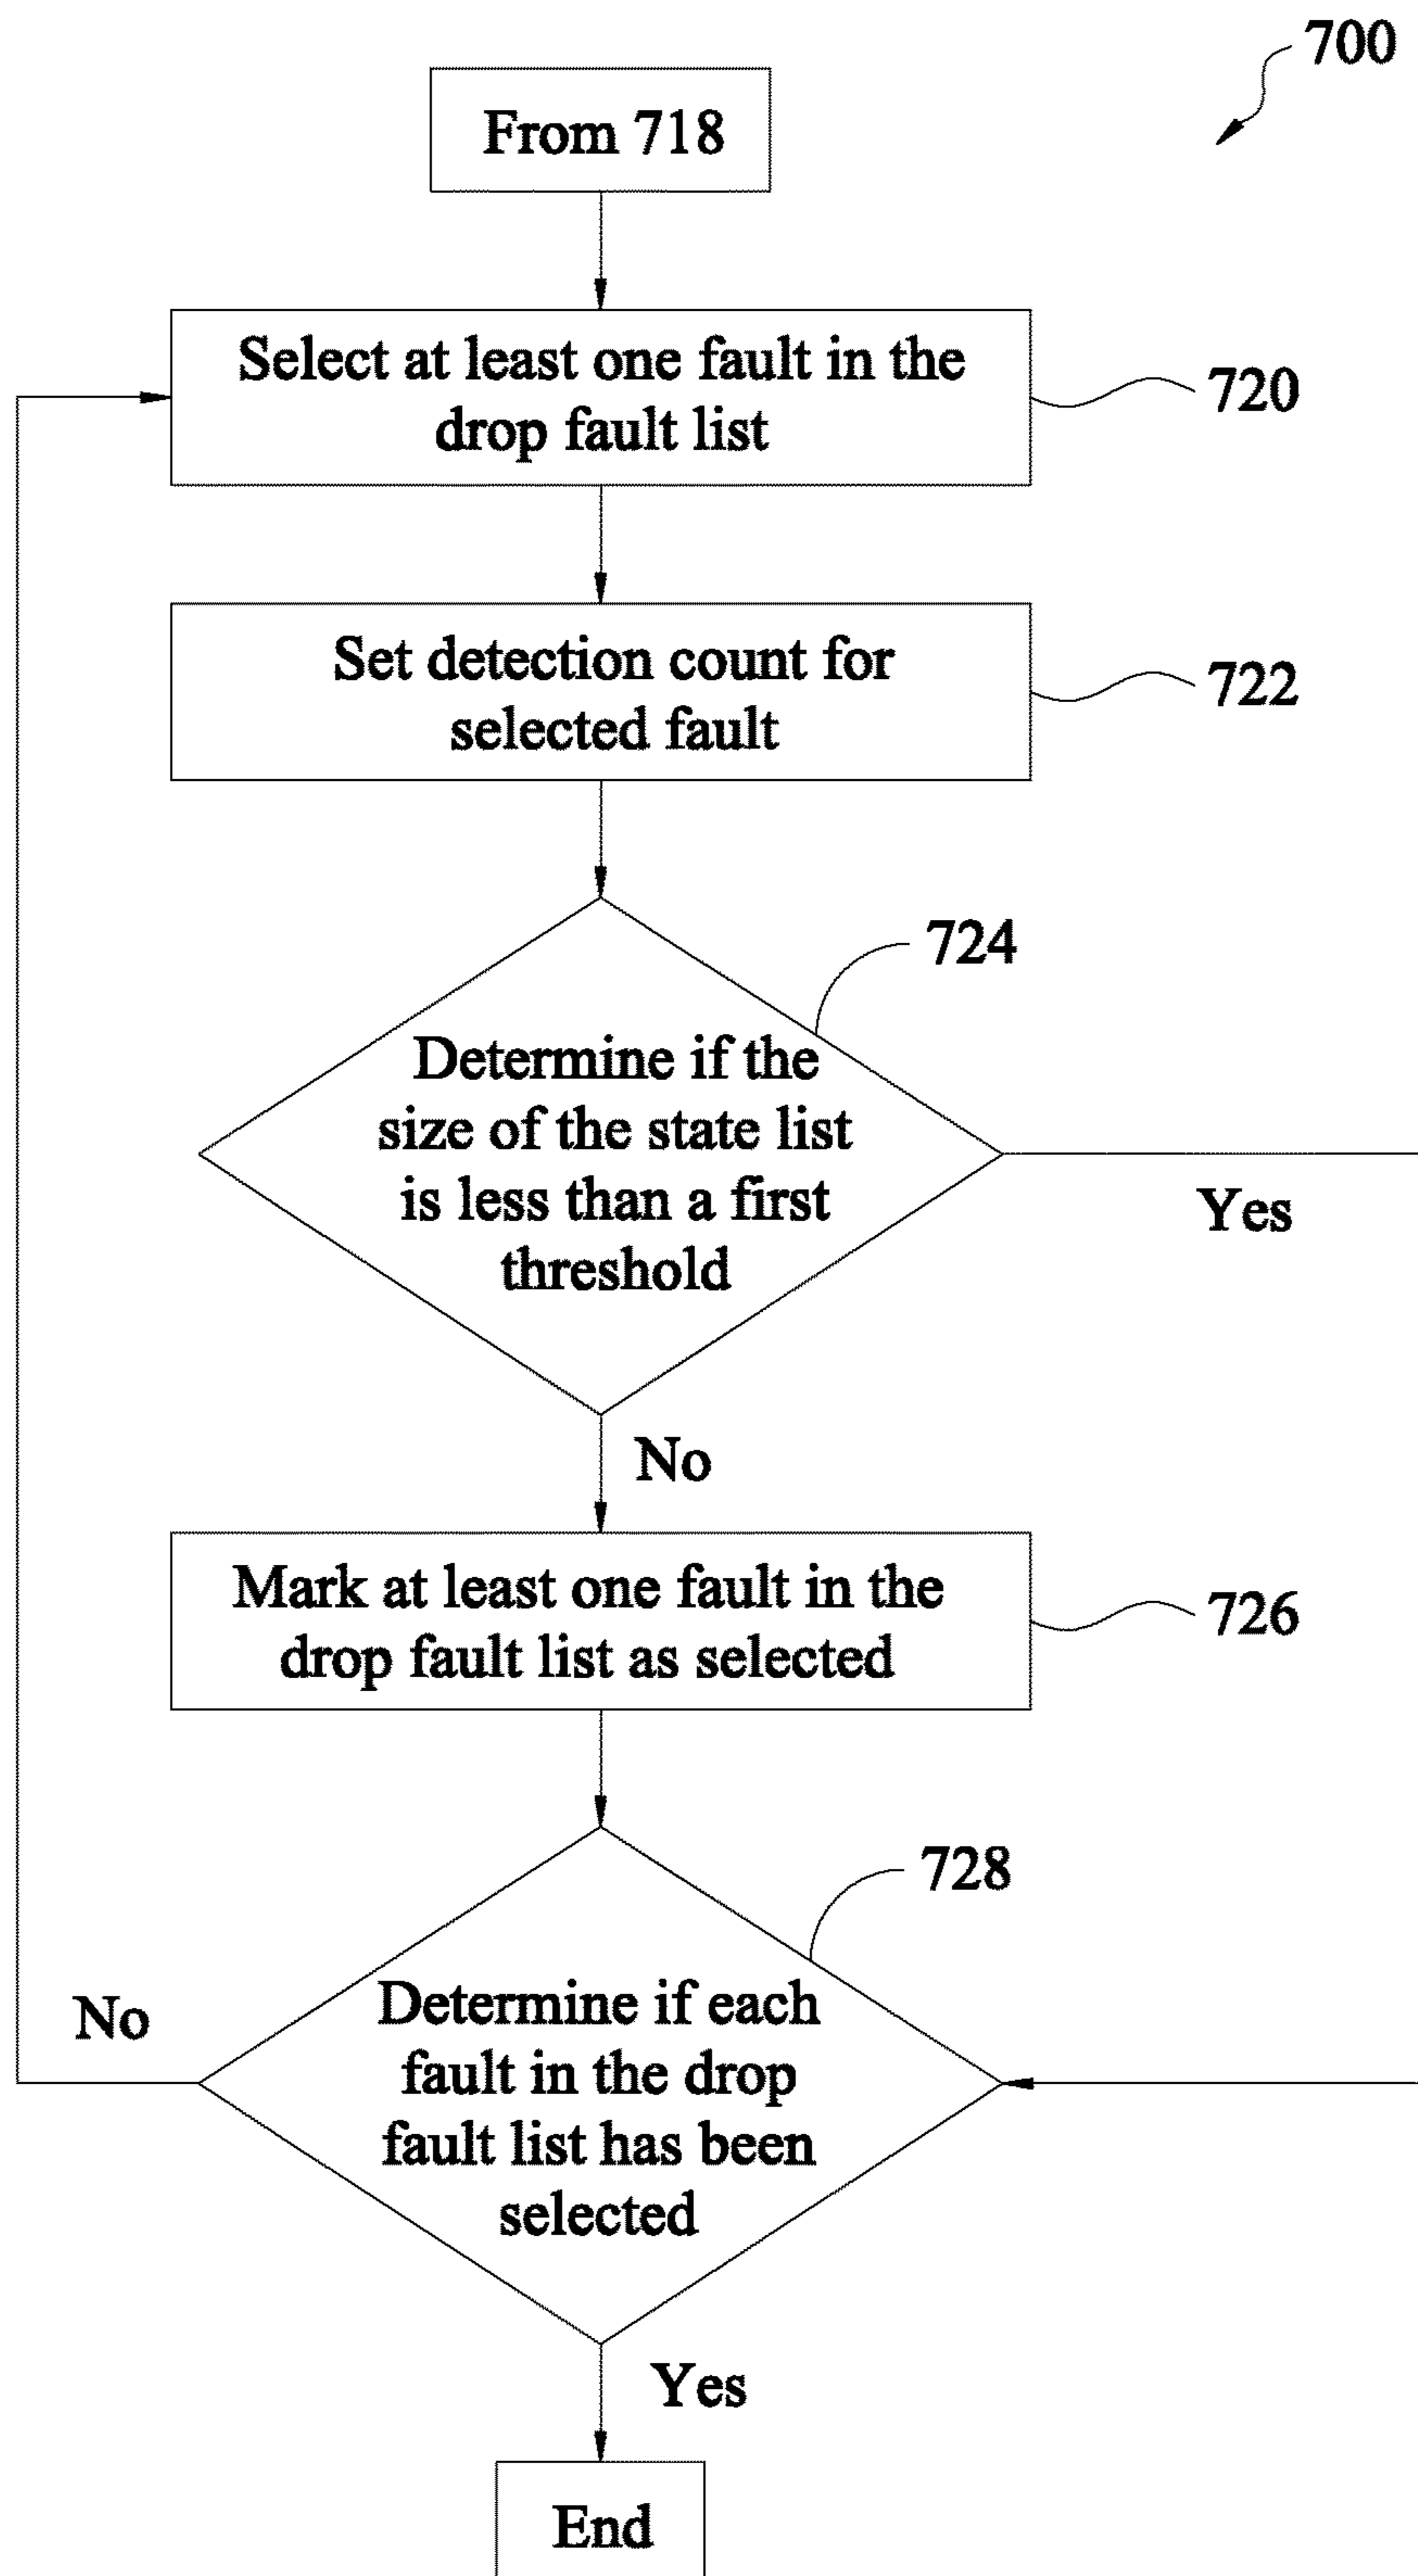 700
From 718
Select at least one fault in the
drop fault list
720
Set detection count for
selected fault
722
724
Determine if the
size of the state list
is less than a first
threshold
Yes
No
Mark at least one fault in the
drop fault list as selected
726
728
Determine if each
fault in the drop
fault list has been
selected
No
Yes
End